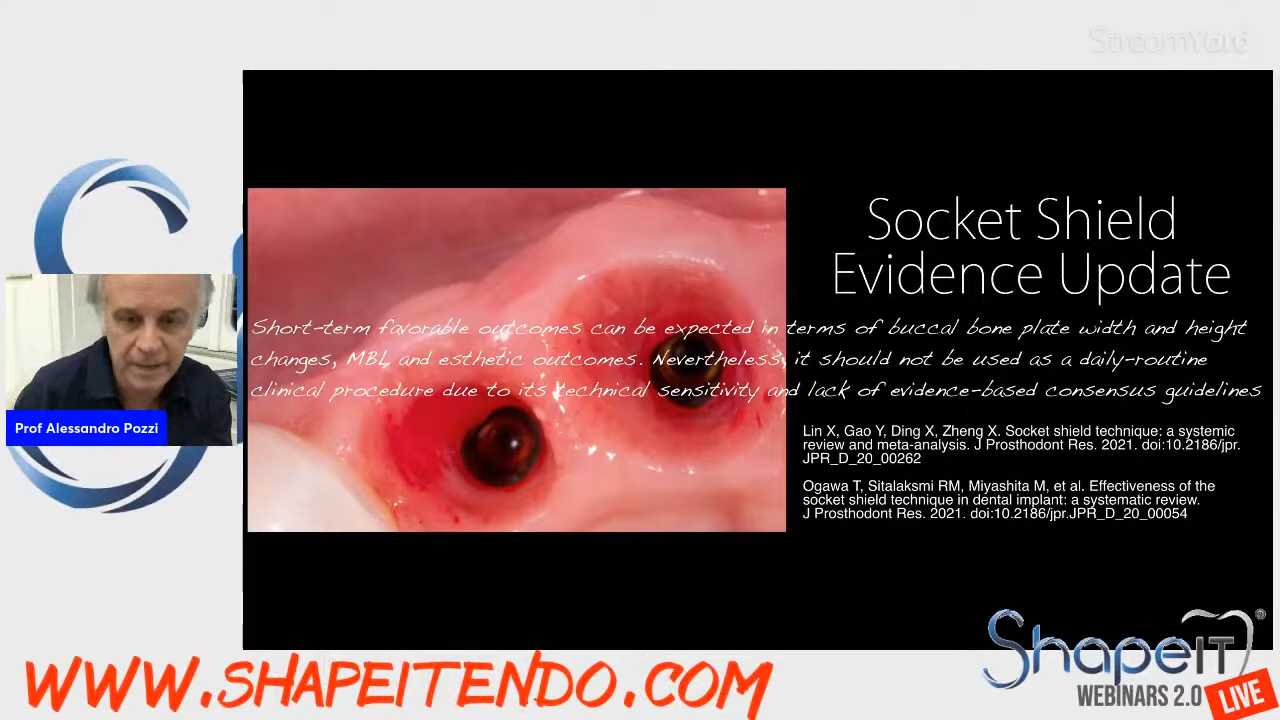 StreamYard
Socket Shield
Evidence Update
Short-term favorable outcomes can be expected in terms of buccal bone plate width and height
changes, MBL and esthetic outcomes. Nevertheless, it should not be used as a daily-routine
clinical procedure due to its technical sensitivity and lack of evidence-based consensus guidelines
Lin X, Gao Y, Ding X, Zheng X. Socket shield technique: a systemic
review and meta-analysis. J Prosthodont Res. 2021. doi:10.2186/jpr.
JPR_D_20_00262
Ogawa T, Sitalaksmi RM, Miyashita M, et al. Effectiveness of the
socket shield technique in dental implant: a systematic review.
J Prosthodont Res. 2021. doi:10.2186/jpr.JPR_D_20_00054
Prof Alessandro Pozzi
ShapeIT
WEBINARS 2.0
LIVE
WWW.SHAPEITENDO.COM